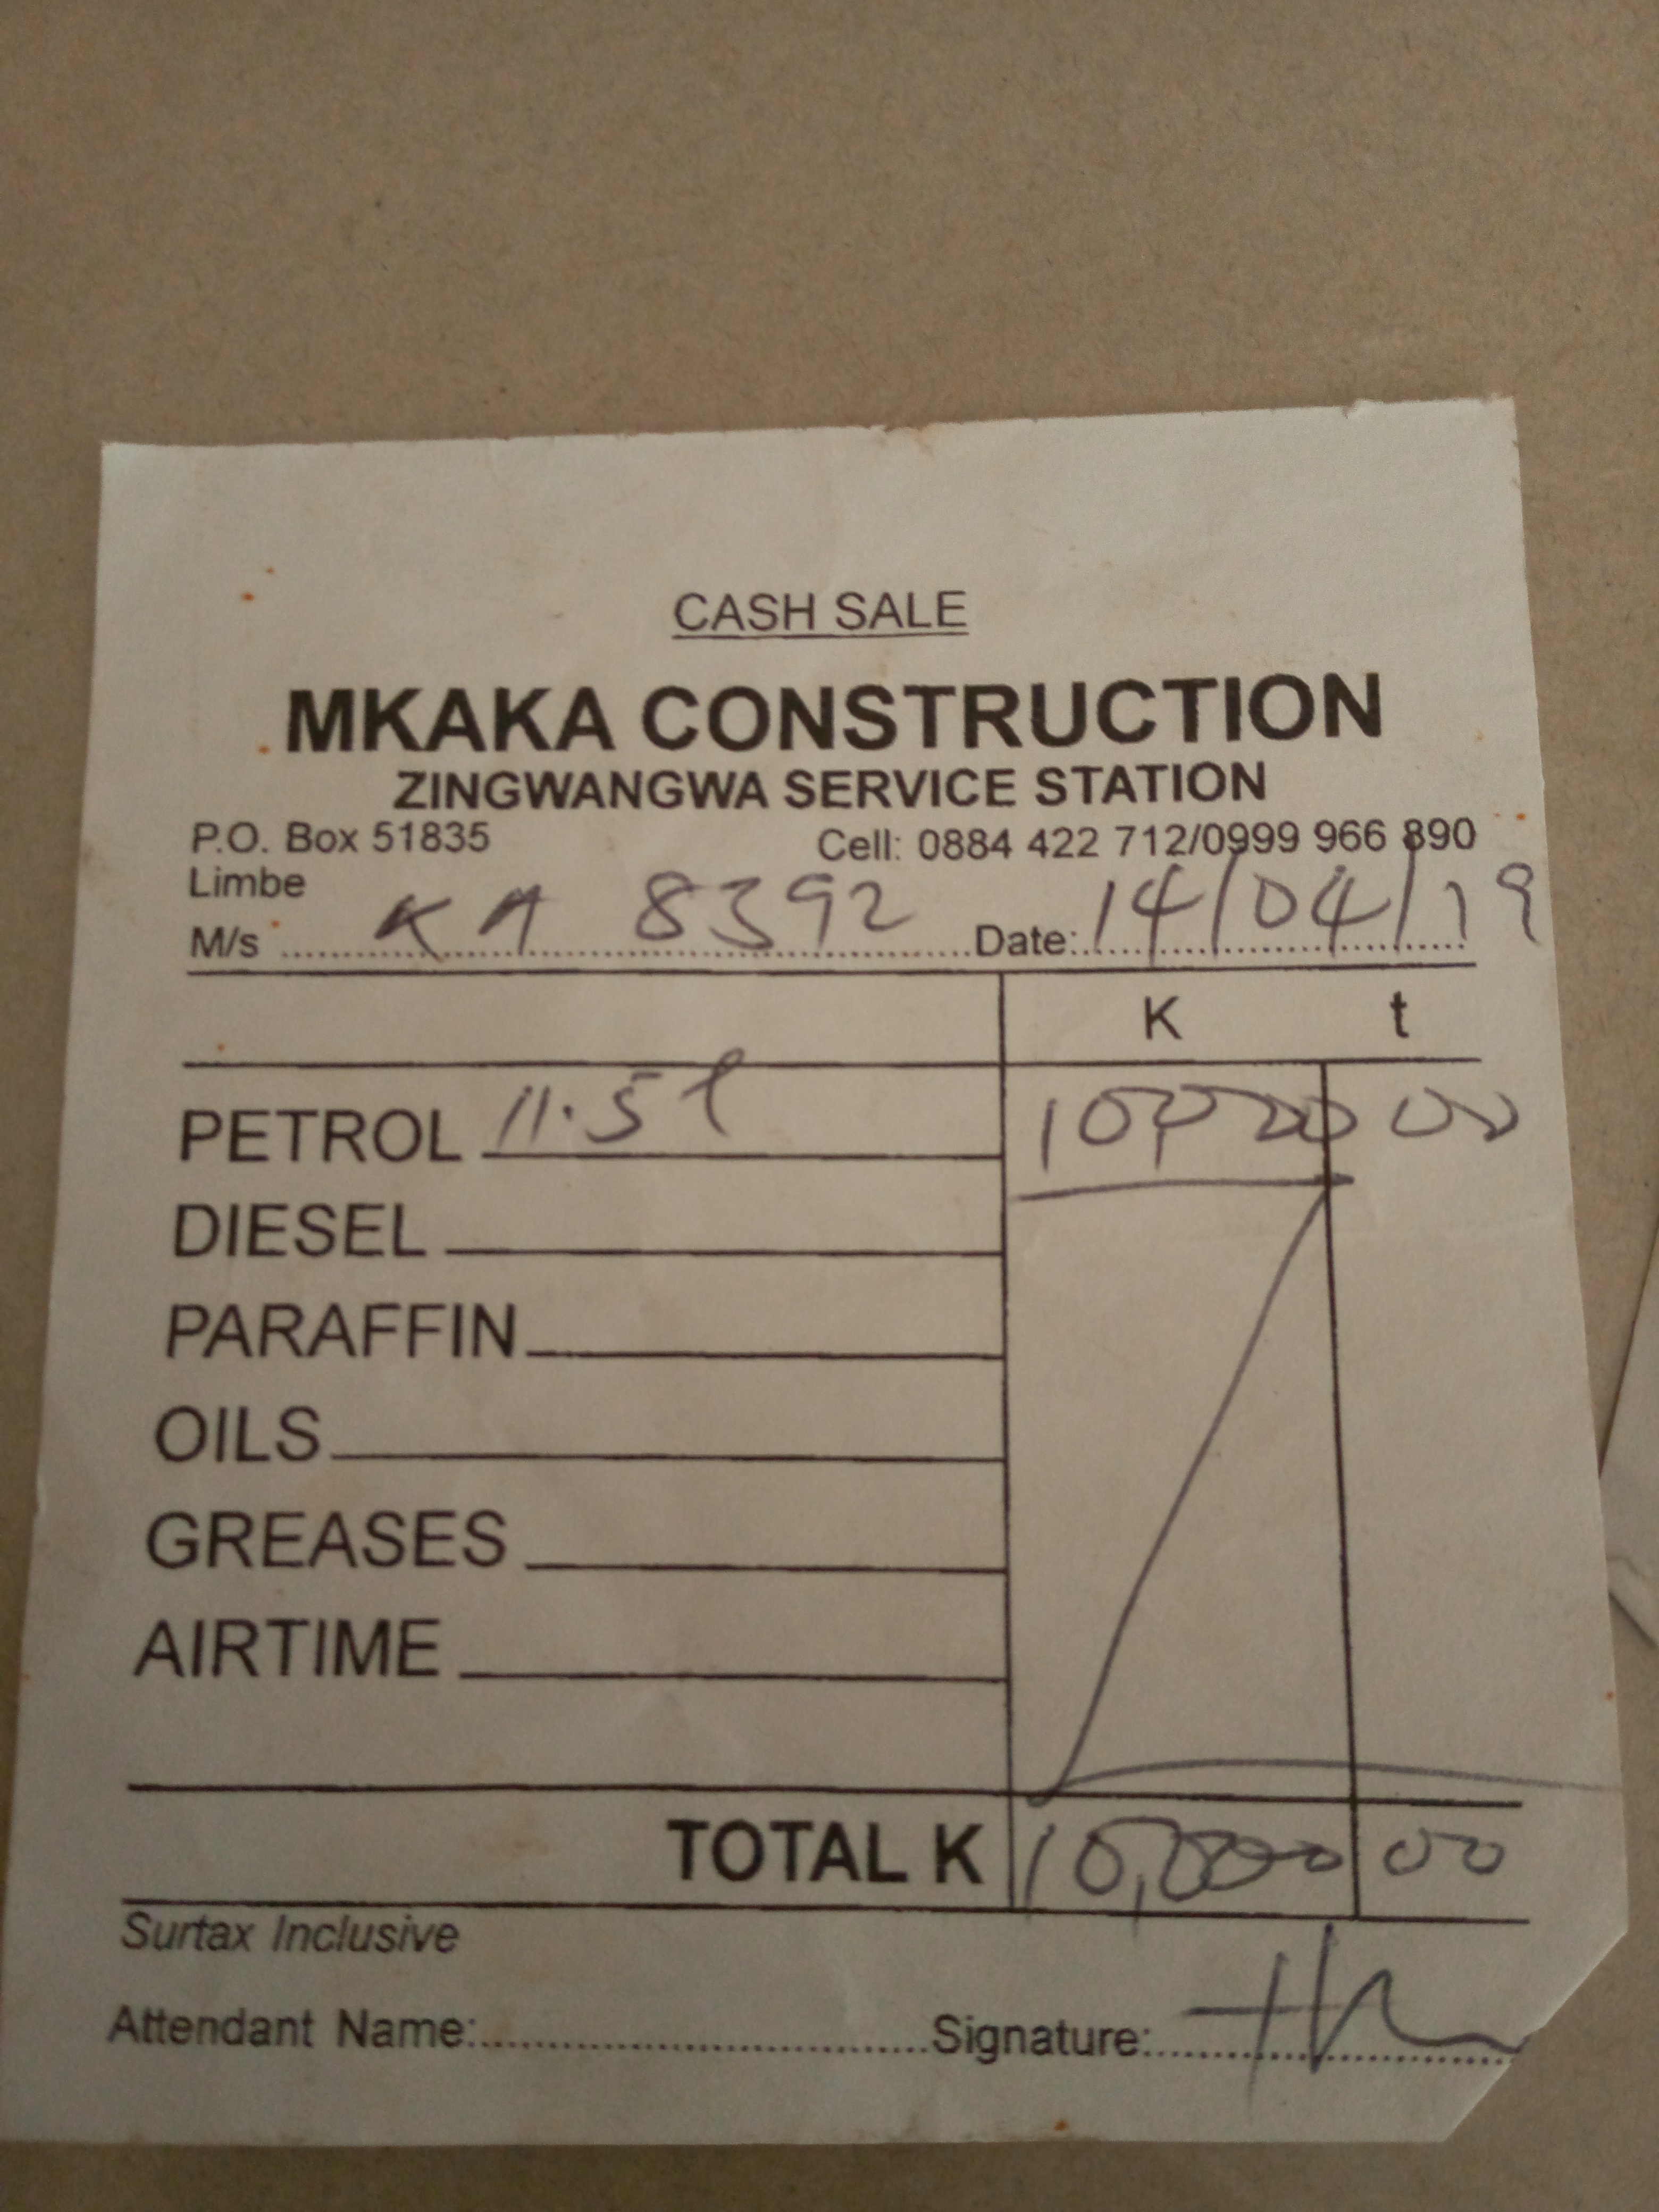 CASH SALE
MKAKA CONSTRUCTION
ZINGWANGWA SERVICE STATION
P.O. Box 51835 Cell: 0884 422 712/0999 966 890
Limbe
M/s KA 8392 Date: 14/04/19
K t
PETROL 11.5l 10,000 00
DIESEL
PARAFFIN
OILS
GREASES
AIRTIME
TOTAL K 10,000 00
Surtax Inclusive
Attendant Name: Signature: